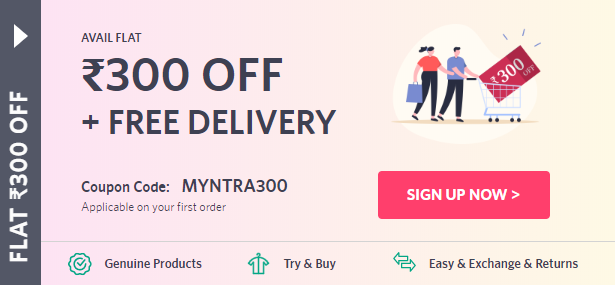 FLAT ₹300 OFF
AVAIL FLAT
₹300 OFF
+ FREE DELIVERY
₹300
OFF
Coupon Code: MYNTRA300
Applicable on your first order
SIGN UP NOW >
Genuine Products
Try & Buy
Easy & Exchange & Returns